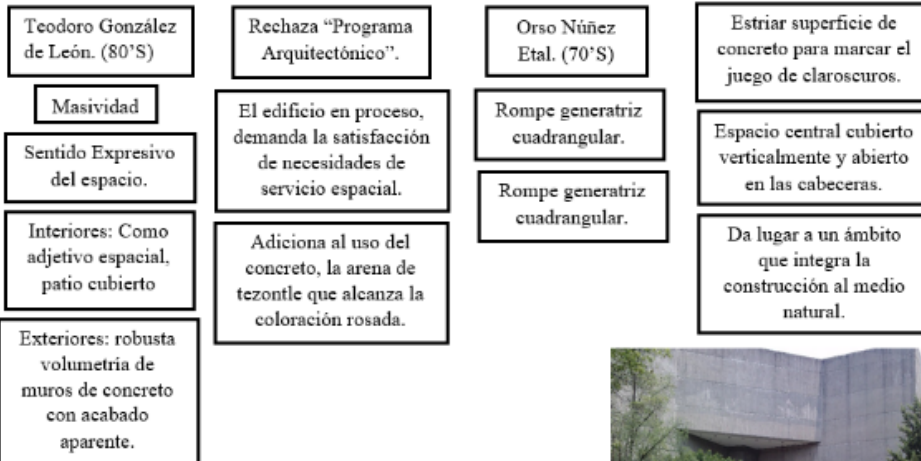 Teodoro González
de León. (80’S)
Masividad
Sentido Expresivo
del espacio.
Interiores: Como
adjetivo espacial,
patio cubierto
Exteriores: robusta
volumetría de
muros de concreto
con acabado
aparente.
Rechaza “Programa
Arquitectónico”.
El edificio en proceso,
demanda la satisfacción
de necesidades de
servicio espacial.
Adiciona al uso del
concreto, la arena de
tezontle que alcanza la
coloración rosada.
Orso Núñez
Etal. (70’S)
Rompe generatriz
cuadrangular.
Rompe generatriz
cuadrangular.
Estriar superficie de
concreto para marcar el
juego de claroscuros.
Espacio central cubierto
verticalmente y abierto
en las cabeceras.
Da lugar a un ámbito
que integra la
construcción al medio
natural.